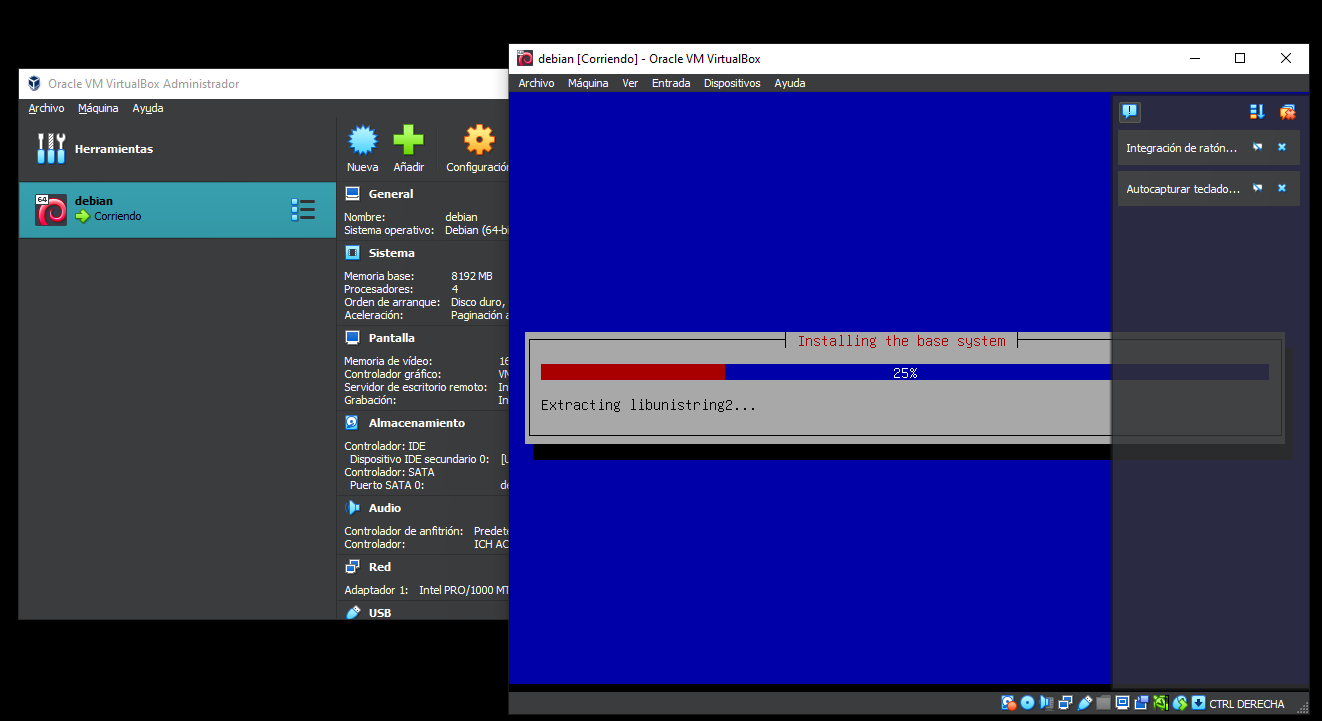 Oracle VM VirtualBox Administrador
Archivo Máquina Ayuda
Herramientas
64
debian
Corriendo
Nueva Añadir Configuración
General
Nombre: debian
Sistema operativo: Debian (64-bi
Sistema
Memoria base: 8192 MB
Procesadores: 4
Orden de arranque: Disco duro,
Aceleración: Paginación a
Pantalla
Memoria de vídeo: 16
Controlador gráfico: VM
Servidor de escritorio remoto: In
Grabación: In
Almacenamiento
Controlador: IDE
Dispositivo IDE secundario 0: [U
Controlador: SATA
Puerto SATA 0: de
Audio
Controlador de anfitrión: Predete
Controlador: ICH AC
Red
Adaptador 1: Intel PRO/1000 MT
USB
debian [Corriendo] - Oracle VM VirtualBox
Archivo Máquina Ver Entrada Dispositivos Ayuda
Integración de ratón...
Autocapturar teclado...
Installing the base system
25%
Extracting libunistring2...
CTRL DERECHA